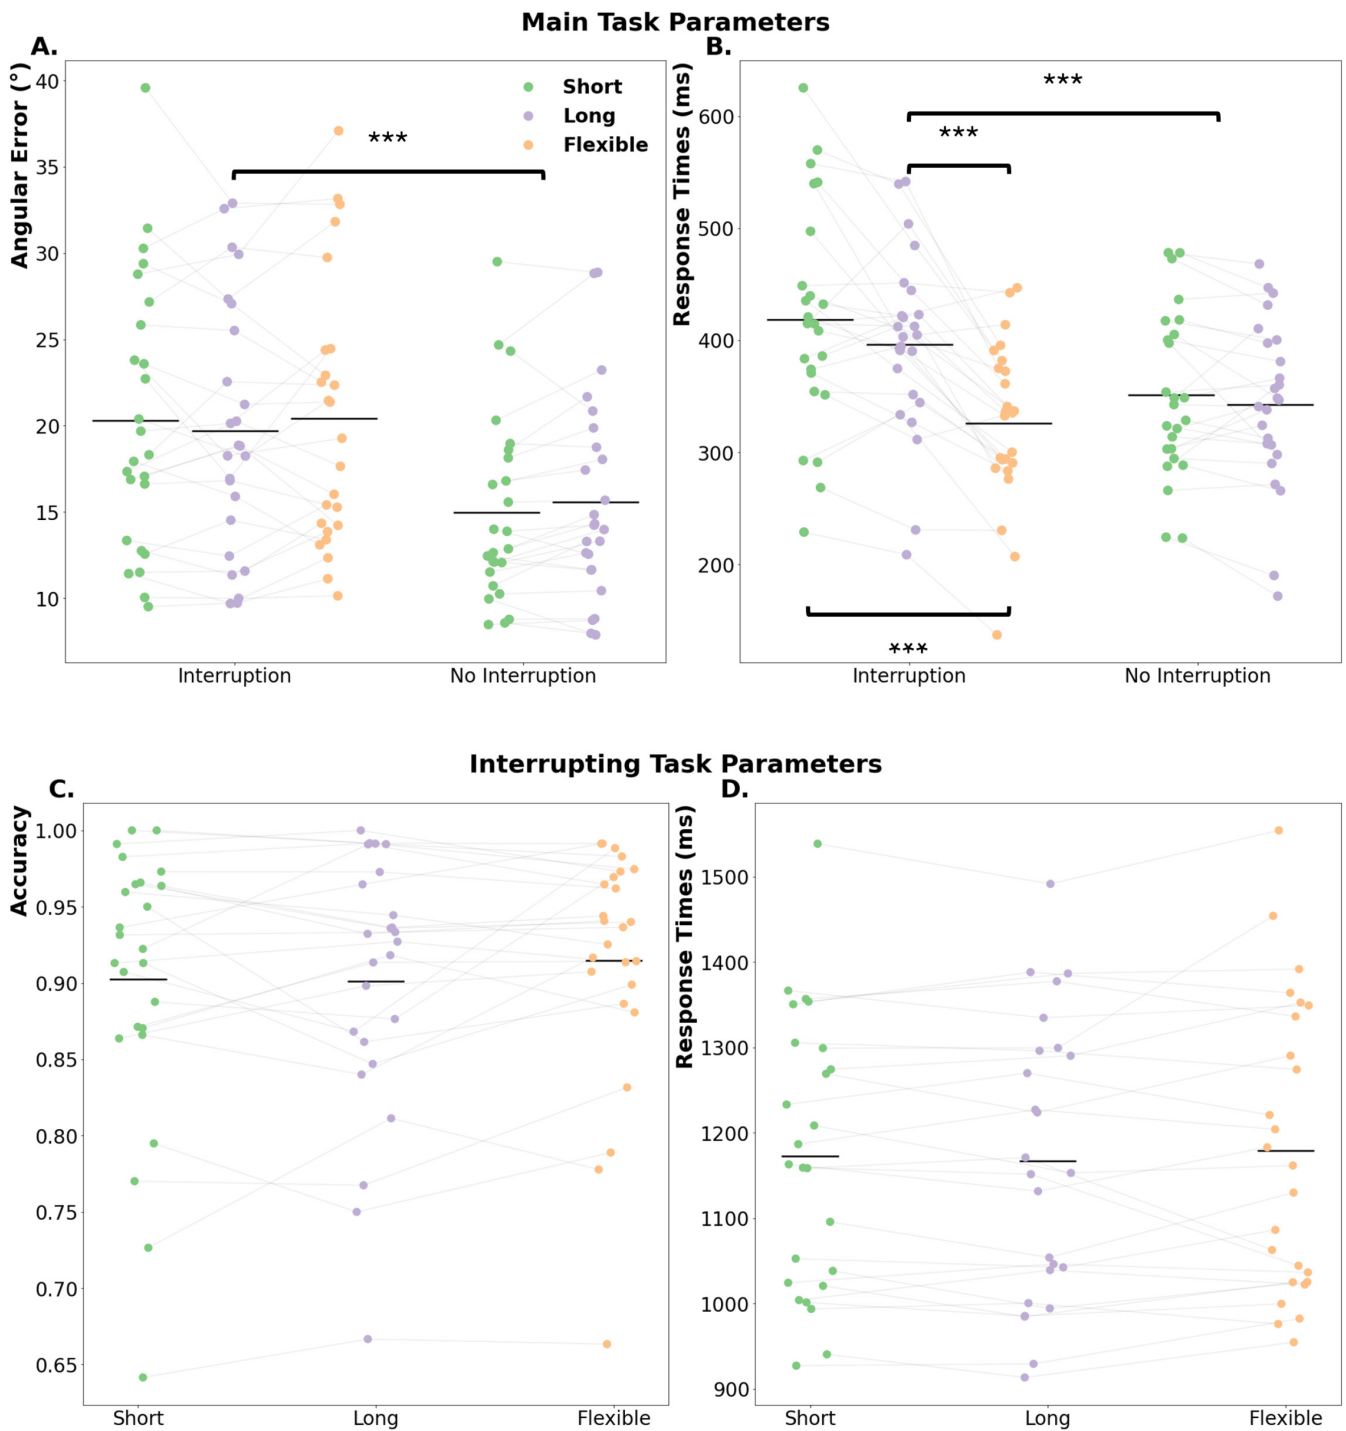 Main Task Parameters
A.
B.
Angular Error (°)
40
35
30
25
20
15
10
Short
Long
Flexible
***
Interruption
No Interruption
Response Times (ms)
600
500
400
300
200
***
***
***
Interruption
No Interruption
Interrupting Task Parameters
C.
D.
Accuracy
1.00
0.95
0.90
0.85
0.80
0.75
0.70
0.65
Short
Long
Flexible
Response Times (ms)
1500
1400
1300
1200
1100
1000
900
Short
Long
Flexible